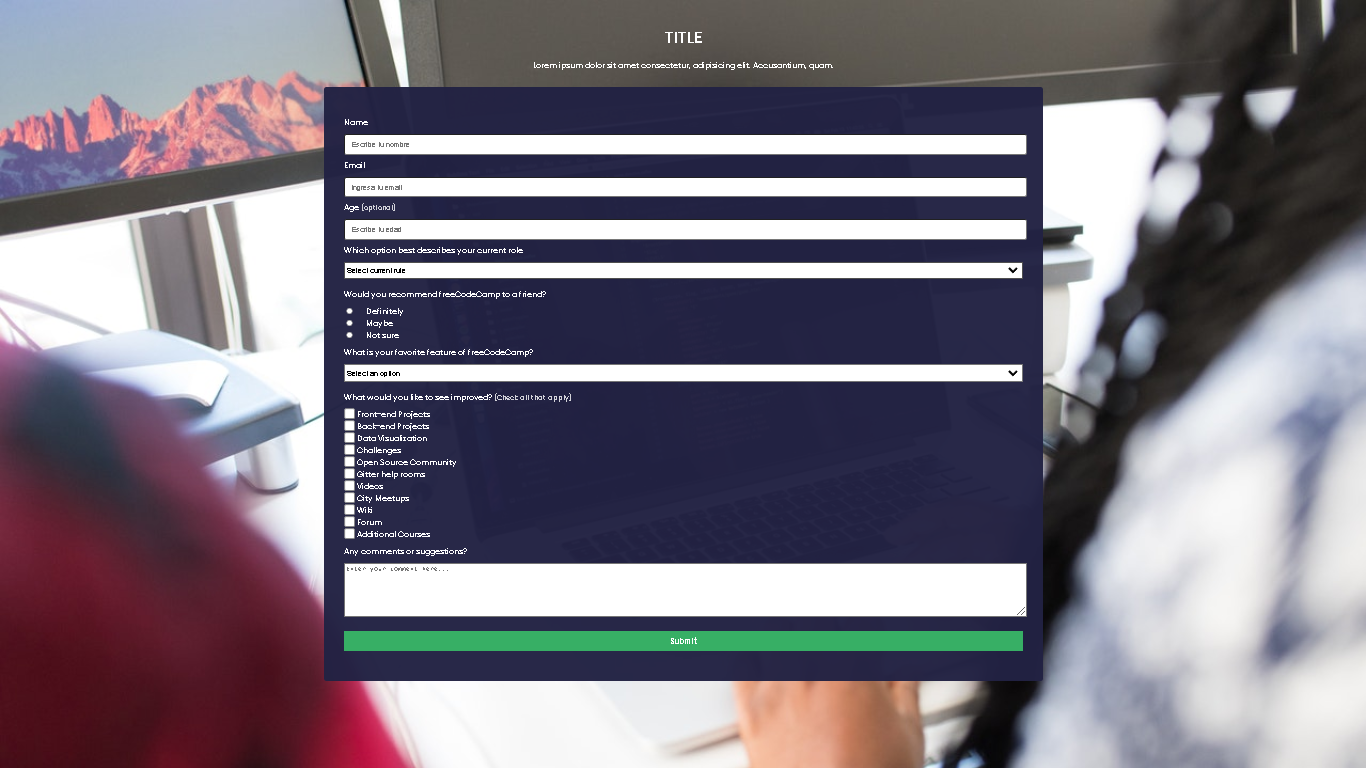 TITLE
Lorem ipsum dolor sit amet consectetur, adipisicing elit. Accusantium, quam.
Name
Escribe tu nombre
Email
Ingresa tu email
Age (optional)
Escribe tu edad
Which option best describes your current role
Select current rule
Would you recommend freeCodeCamp to a friend?
Definitely
Maybe
Not sure
What is your favorite feature of freeCodeCamp?
Select an option
What would you like to see improved? (Check all that apply)
Front-end Projects
Back-end Projects
Data Visualization
Challenges
Open Source Community
Gitter help rooms
Videos
City Meetups
Wiki
Forum
Additional Courses
Any comments or suggestions?
Enter your comment here...
Submit